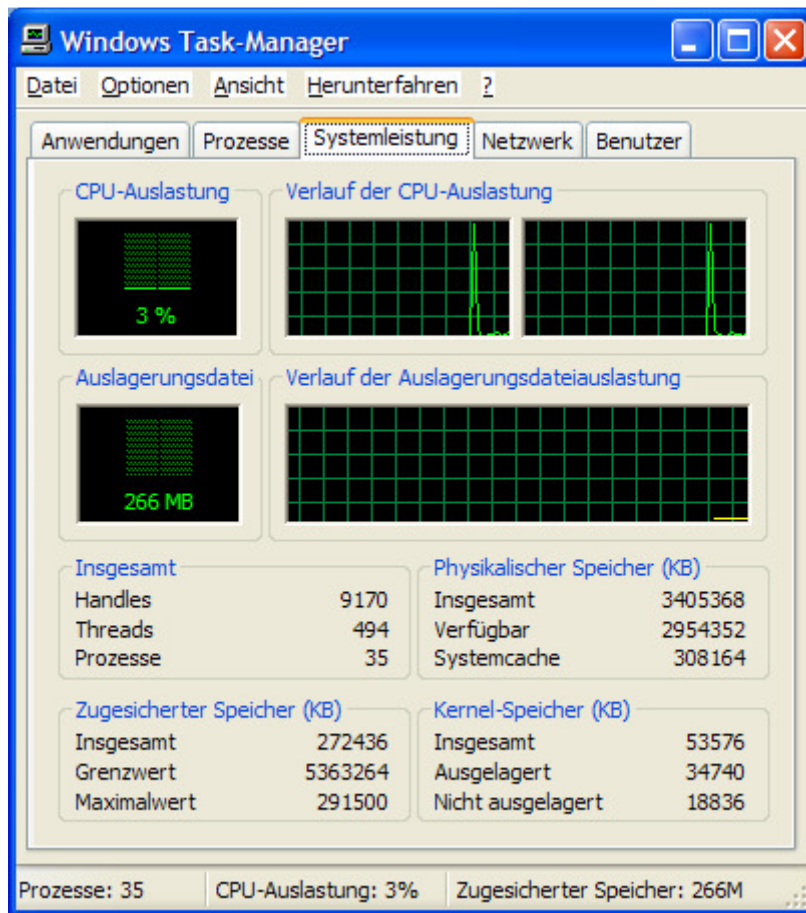 Windows Task-Manager
Datei Optionen Ansicht Herunterfahren ?
Anwendungen Prozesse Systemleistung Netzwerk Benutzer
CPU-Auslastung Verlauf der CPU-Auslastung
3 %
Auslagerungsdatei Verlauf der Auslagerungsdateiauslastung
266 MB
Insgesamt
Handles 9170
Threads 494
Prozesse 35
Physikalischer Speicher (KB)
Insgesamt 3405368
Verfügbar 2954352
Systemcache 308164
Zugesicherter Speicher (KB)
Insgesamt 272436
Grenzwert 5363264
Maximalwert 291500
Kernel-Speicher (KB)
Insgesamt 53576
Ausgelagert 34740
Nicht ausgelagert 18836
Prozesse: 35 CPU-Auslastung: 3% Zugesicherter Speicher: 266M